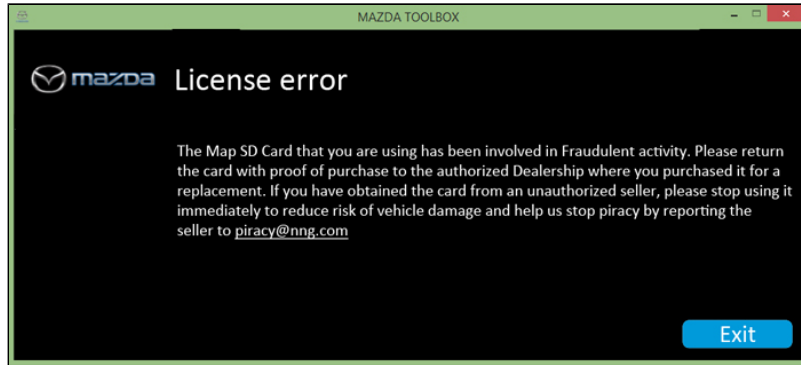 MAZDA TOOLBOX
mazda
License error
The Map SD Card that you are using has been involved in Fraudulent activity. Please return
the card with proof of purchase to the authorized Dealership where you purchased it for a
replacement. If you have obtained the card from an unauthorized seller, please stop using it
immediately to reduce risk of vehicle damage and help us stop piracy by reporting the
seller to piracy@nng.com
Exit